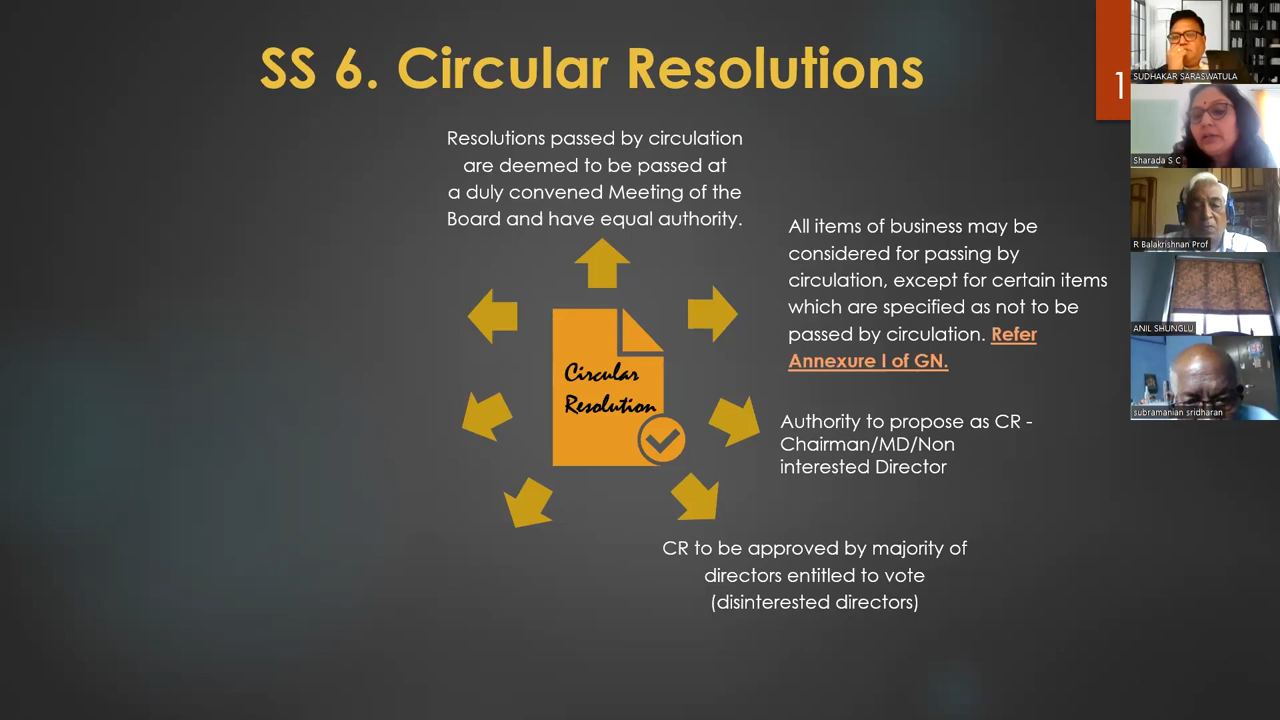 SS 6. Circular Resolutions
Resolutions passed by circulation
are deemed to be passed at
a duly convened Meeting of the
Board and have equal authority.
All items of business may be
considered for passing by
circulation, except for certain items
which are specified as not to be
passed by circulation. Refer
Annexure I of GN.
Circular
Resolution
Authority to propose as CR -
Chairman/MD/Non
interested Director
CR to be approved by majority of
directors entitled to vote
(disinterested directors)
1
SUDHAKAR SARASWATULA
Sharada S C
R Balakrishnan Prof
ANIL SHUNGLU
subramanian sridharan